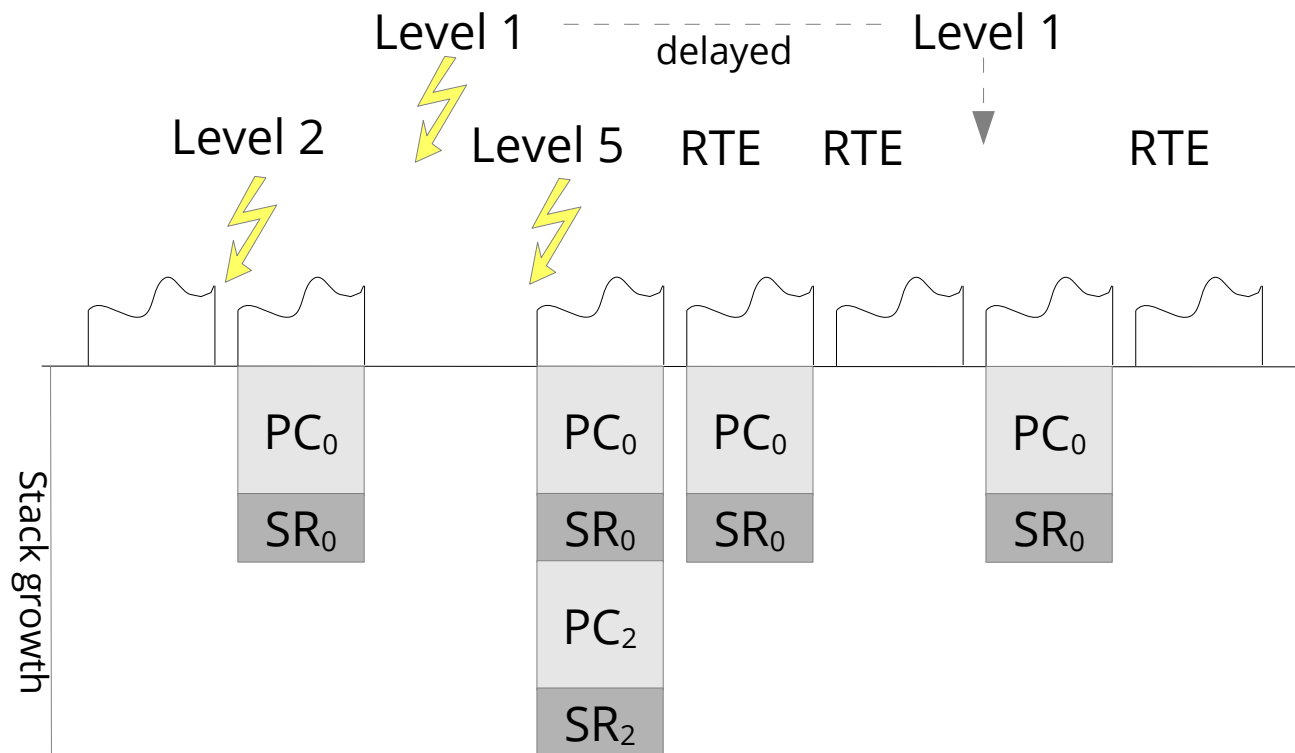 Level 1
Level 1
delayed
Level 2
Level 5
RTE
RTE
RTE
PC₀
PC₀
PC₀
PC₀
SR₀
SR₀
SR₀
SR₀
PC₂
SR₂
Stack growth